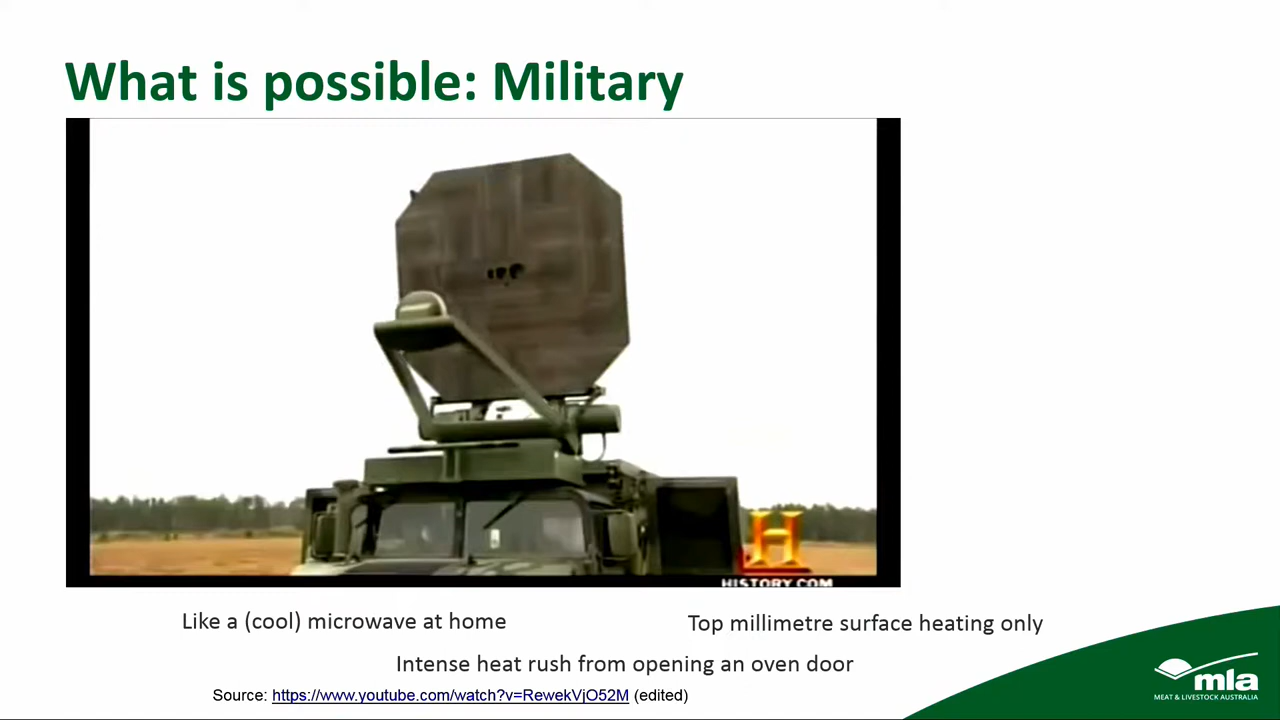 What is possible: Military
H
HISTORY.COM
Like a (cool) microwave at home
Top millimetre surface heating only
Intense heat rush from opening an oven door
Source: https://www.youtube.com/watch?v=RewekVjO52M (edited)
mla
MEAT & LIVESTOCK AUSTRALIA